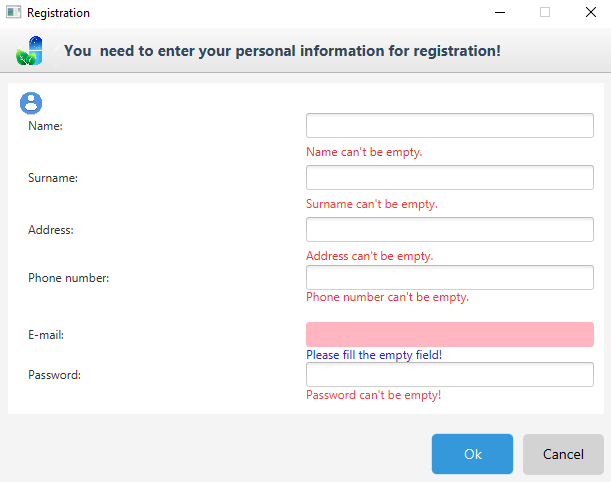 Registration
You  need to enter your personal information for registration!
Name:
Name can't be empty.
Surname:
Surname can't be empty.
Address:
Address can't be empty.
Phone number:
Phone number can't be empty.
E-mail:
Please fill the empty field!
Password:
Password can't be empty!
Ok Cancel